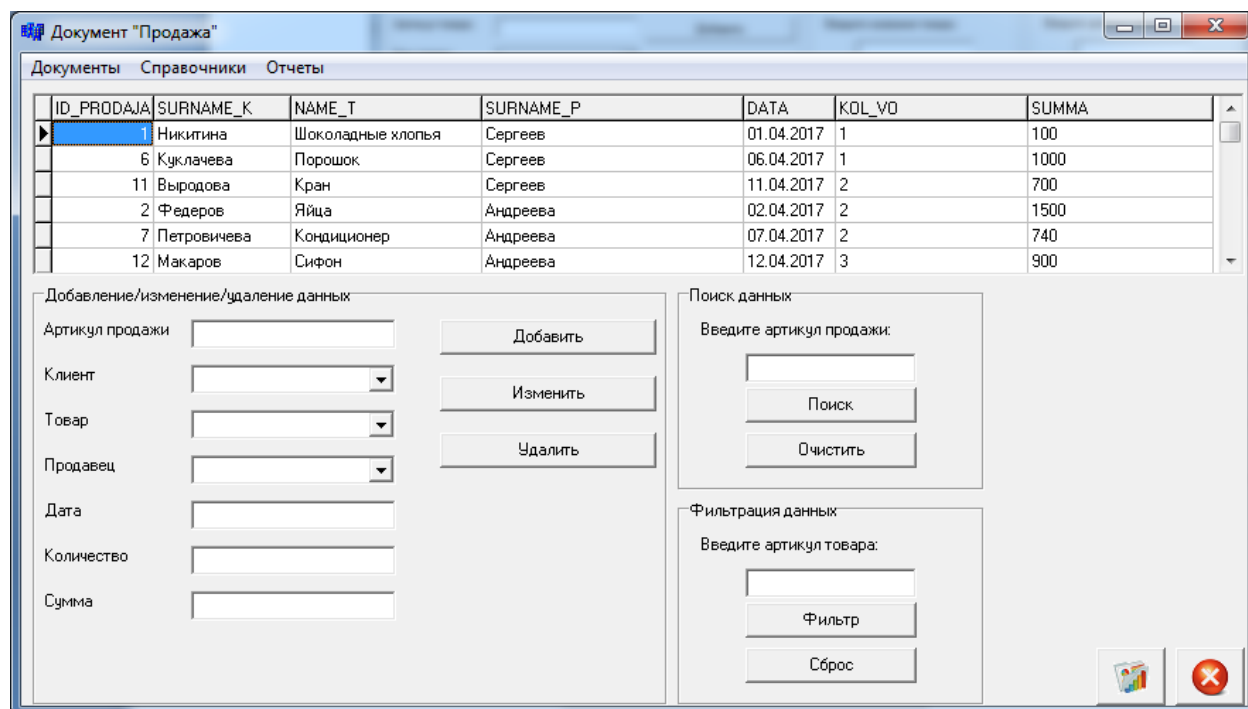 Документ "Продажа"
Документы Справочники Отчеты
ID_PRODAJA SURNAME_K NAME_T SURNAME_P DATA KOL_VO SUMMA
1 Никитина Шоколадные хлопья Сергеев 01.04.2017 1 100
6 Куклачева Порошок Сергеев 06.04.2017 1 1000
11 Выродова Кран Сергеев 11.04.2017 2 700
2 Федеров Яйца Андреева 02.04.2017 2 1500
7 Петровичева Кондиционер Андреева 07.04.2017 2 740
12 Макаров Сифон Андреева 12.04.2017 3 900
Добавление/изменение/удаление данных
Артикул продажи
Клиент
Товар
Продавец
Дата
Количество
Сумма
Добавить
Изменить
Удалить
Поиск данных
Введите артикул продажи:
Поиск
Очистить
Фильтрация данных
Введите артикул товара:
Фильтр
Сброс